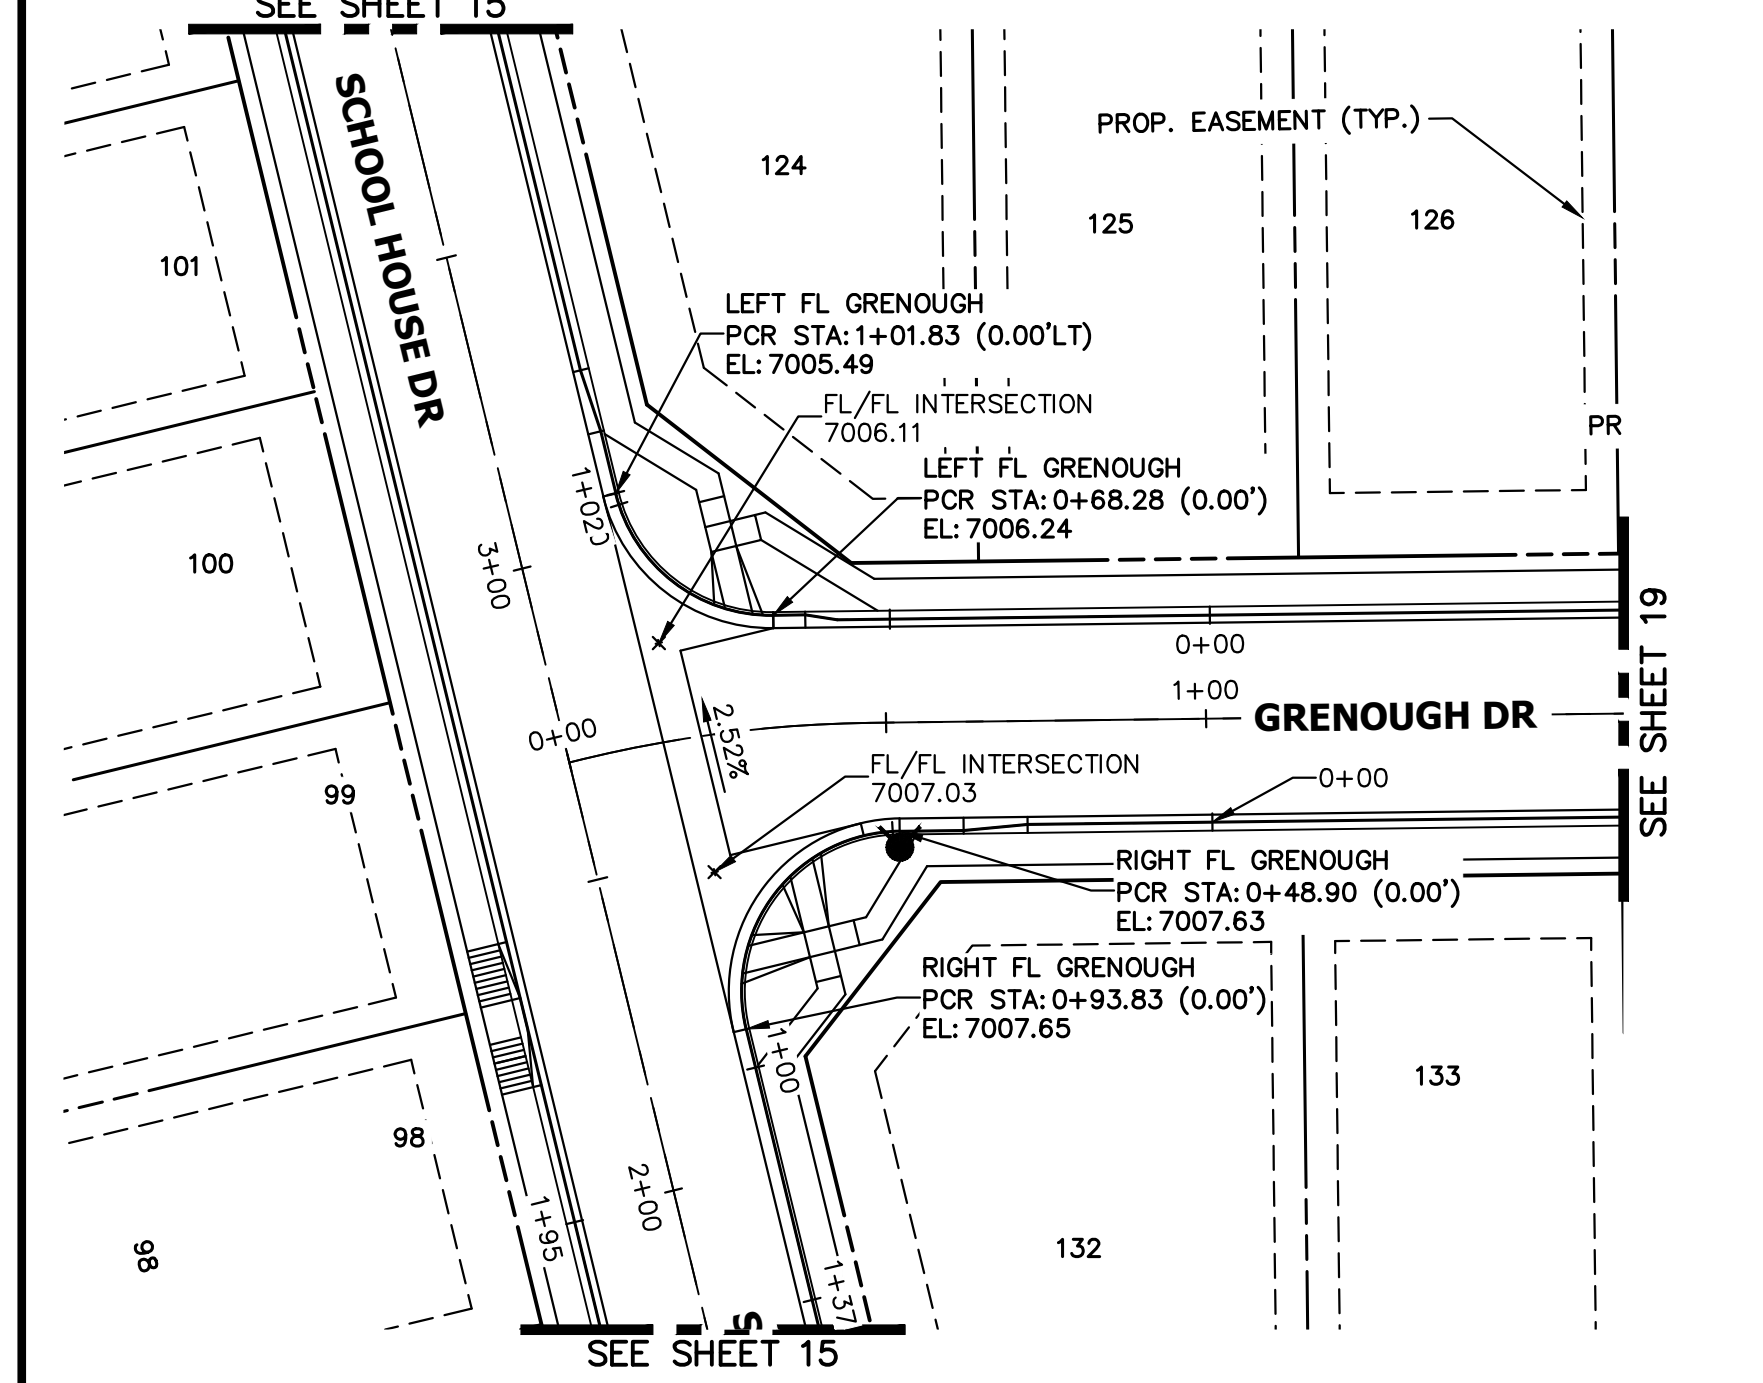 SEE SHEET 15
SCHOOL HOUSE DR
PROP. EASEMENT (TYP.)
124
125
126
101
LEFT FL GRENOUGH
PCR STA: 1+01.83 (0.00'LT)
EL: 7005.49
FL/FL INTERSECTION
7006.11
PR
LEFT FL GRENOUGH
PCR STA: 0+68.28 (0.00')
EL: 7006.24
1+02
3+00
100
SEE SHEET 19
0+00
1+00
GRENOUGH DR
0+00
2.52%
FL/FL INTERSECTION
7007.03
0+00
99
RIGHT FL GRENOUGH
PCR STA: 0+48.90 (0.00')
EL: 7007.63
RIGHT FL GRENOUGH
PCR STA: 0+93.83 (0.00')
EL: 7007.65
1+00
133
98
2+00
1+95
98
132
1+37
S
SEE SHEET 15